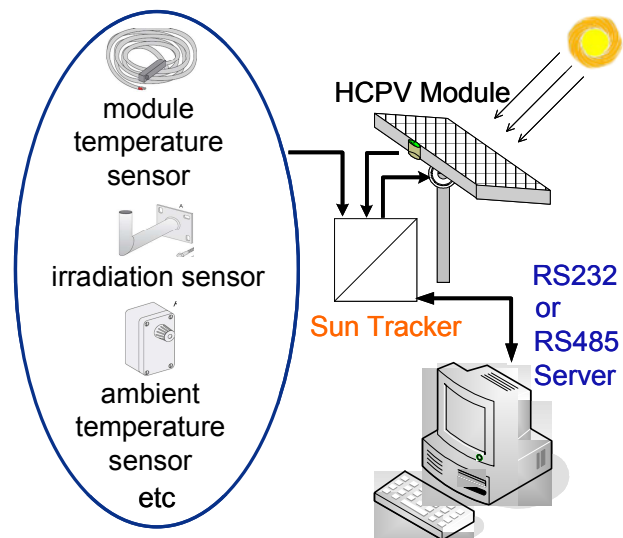 module
temperature
sensor
irradiation sensor
ambient
temperature
sensor
etc
HCPV Module
Sun Tracker
RS232
or
RS485
Server